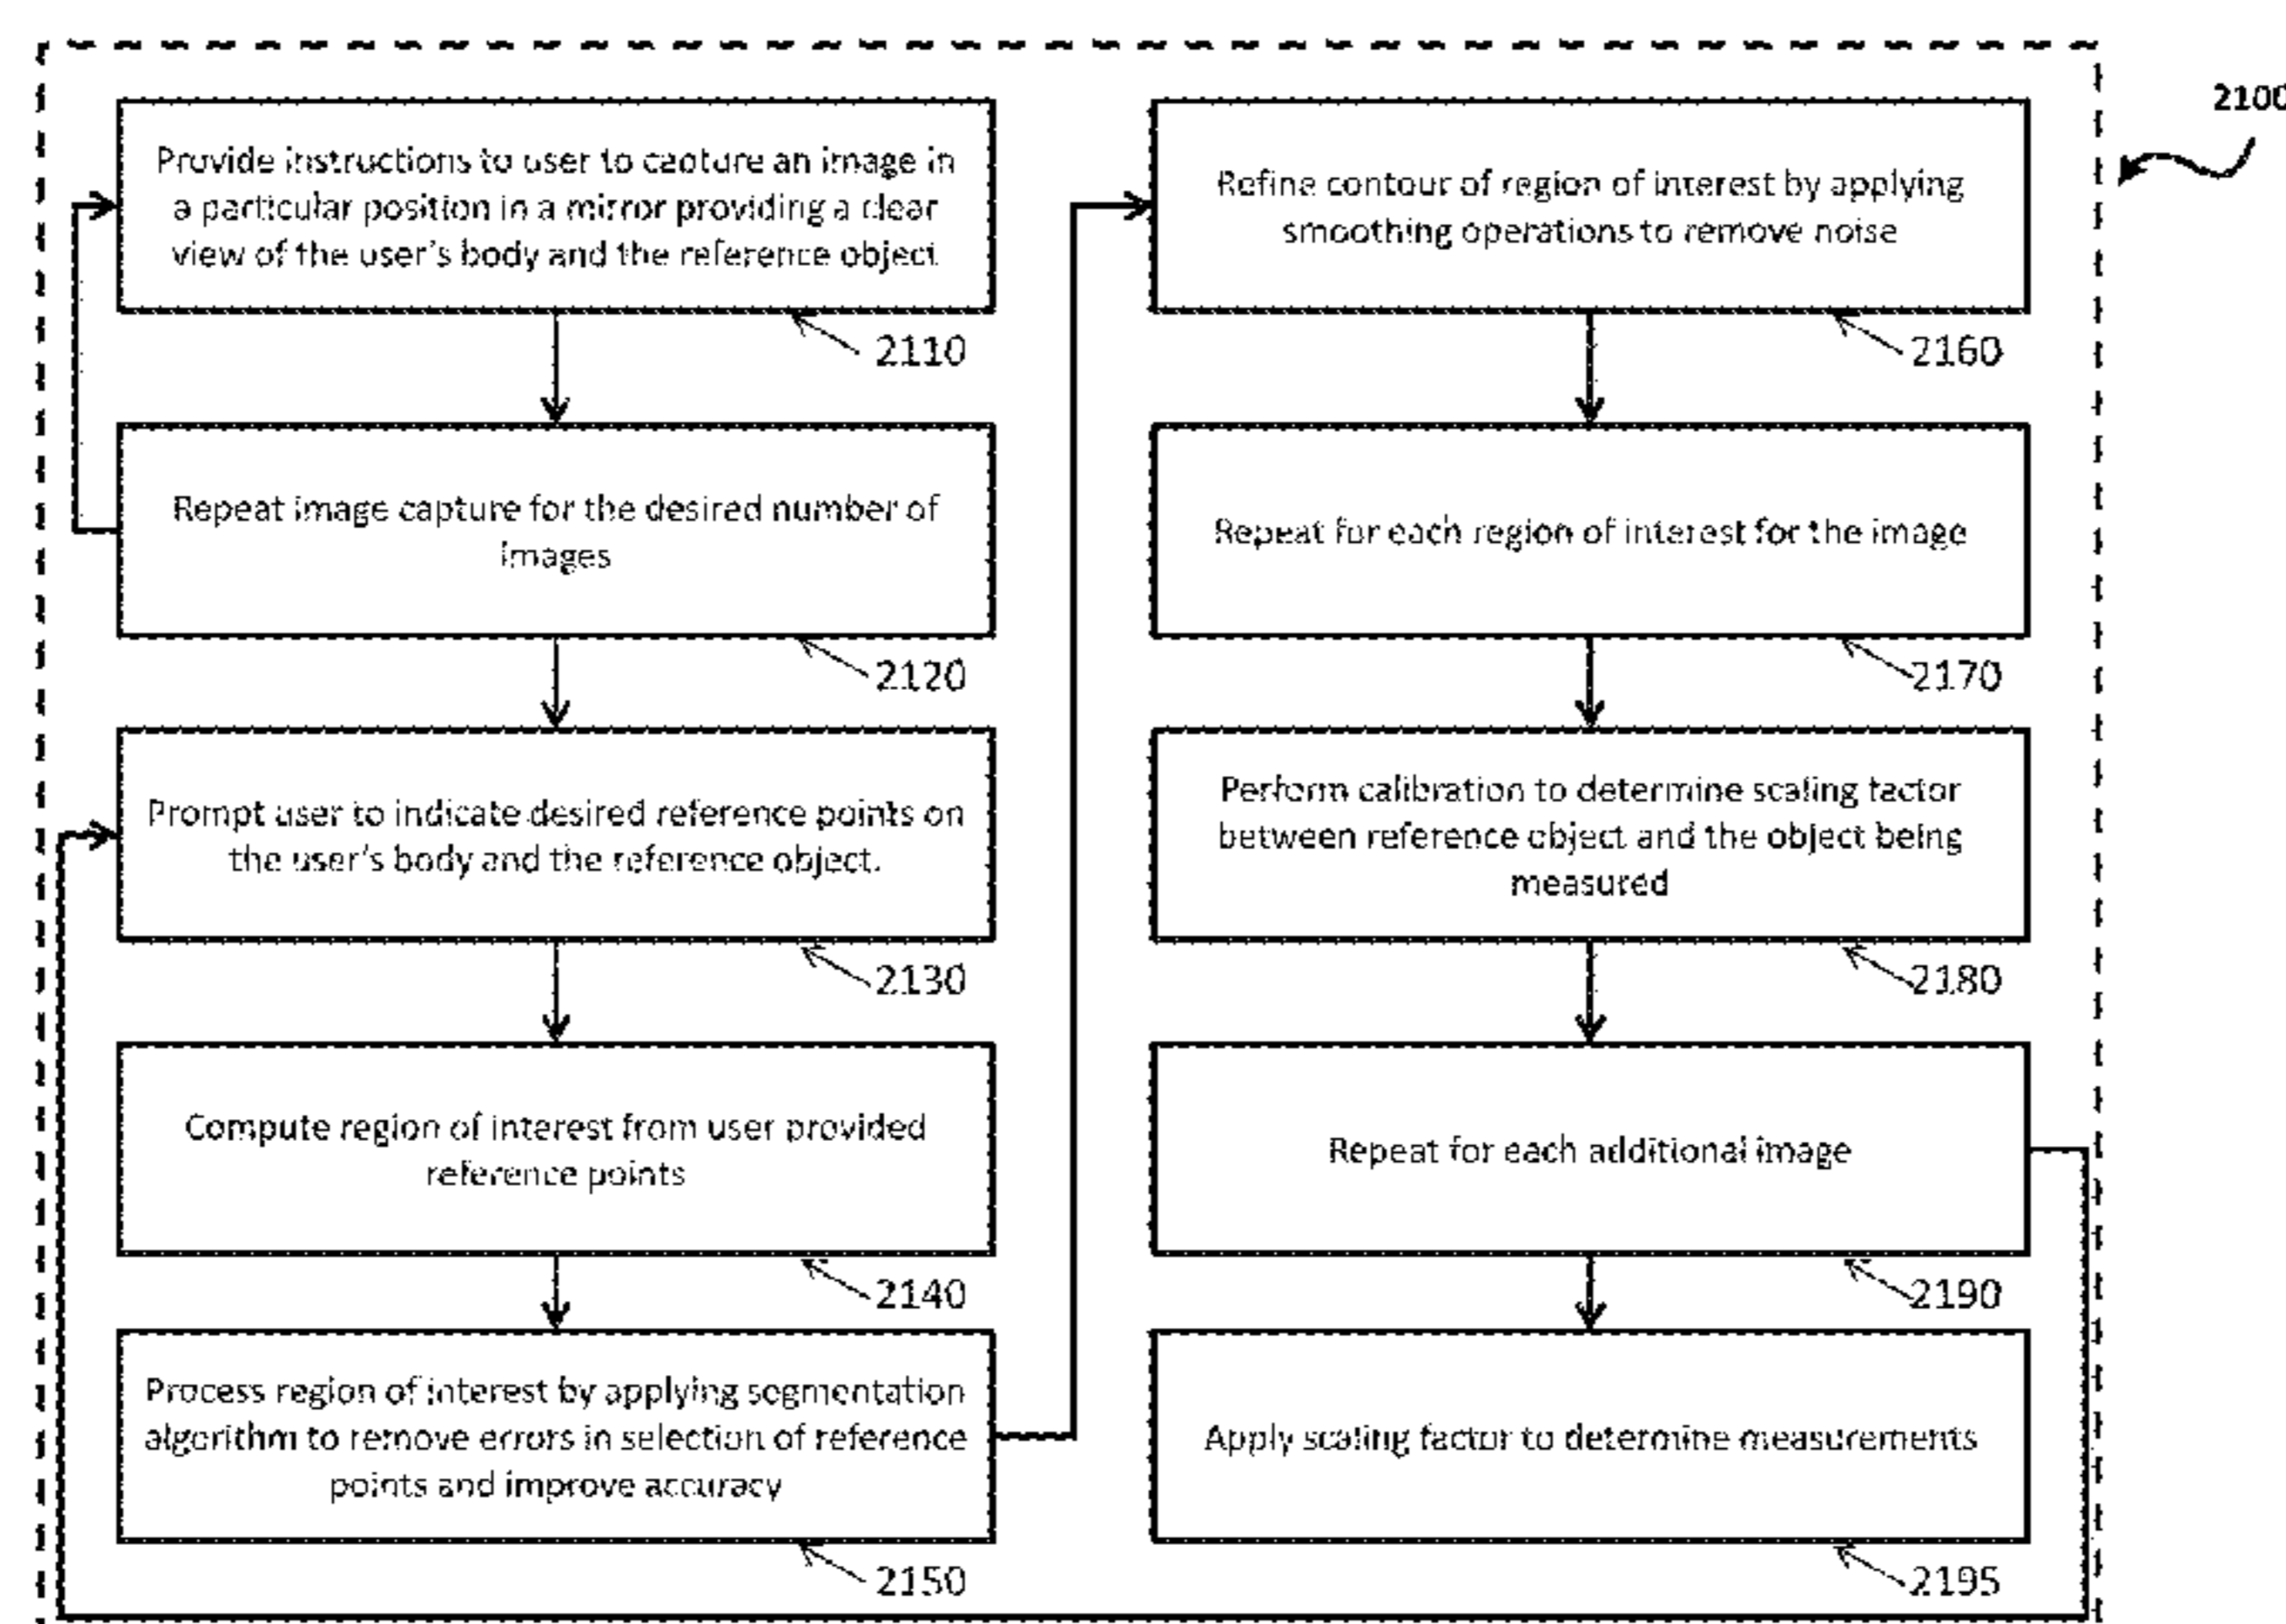 2100
Provide instructions to user to capture an image in
a particular position in a mirror providing a clear
view of the user's body and the reference object
2110
Repeat image capture for the desired number of
images
2120
Prompt user to indicate desired reference points on
the user's body and the reference object.
2130
Compute region of interest from user provided
reference points
2140
Process region of interest by applying segmentation
algorithm to remove errors in selection of reference
points and improve accuracy
2150
Refine contour of region of interest by applying
smoothing operations to remove noise
2160
Repeat for each region of interest for the image
2170
Perform calibration to determine scaling factor
between reference object and the object being
measured
2180
Repeat for each additional image
2190
Apply scaling factor to determine measurements
2195